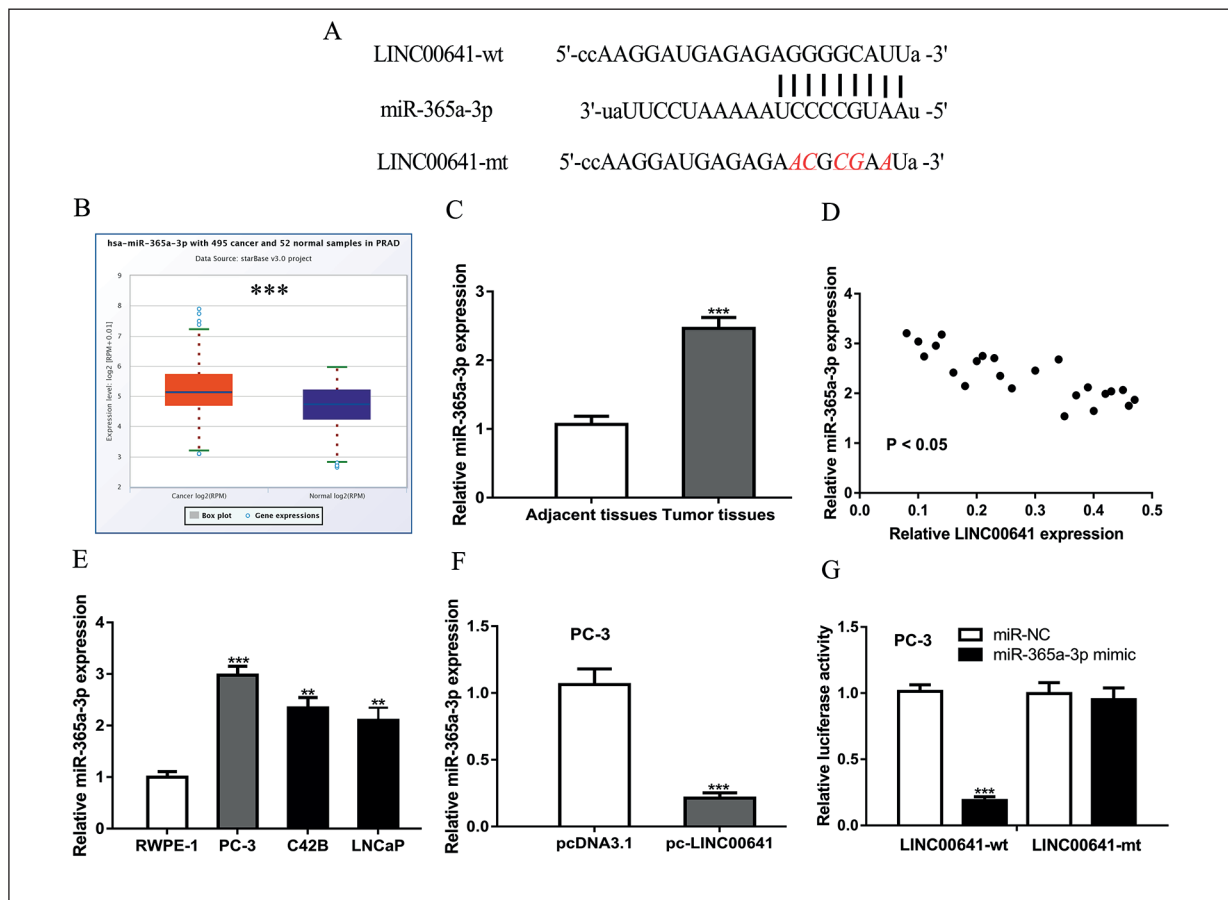 A
LINC00641-wt 5'-ccAAGGAUGAGAGAGGGGCAUUa -3'
miR-365a-3p 3'-uaUUCCUAAAAAUCCCCGUAAu -5'
LINC00641-mt 5'-ccAAGGAUGAGAGAACGCGAAUa -3'
B
hsa-miR-365a-3p with 495 cancer and 52 normal samples in PRAD
Data Source: starBase v3.0 project
Expression level: log2 [RPM+0.01]
***
9
8
7
6
5
4
3
2
Cancer log2(RPM) Normal log2(RPM)
Box plot Gene expressions
C
Relative miR-365a-3p expression
3
2
1
0
***
Adjacent tissues Tumor tissues
D
Relative miR-365a-3p expression
4
3
2
1
0
P < 0.05
0.0 0.1 0.2 0.3 0.4 0.5
Relative LINC00641 expression
E
Relative miR-365a-3p expression
4
3
2
1
0
*** ** **
RWPE-1 PC-3 C42B LNCaP
F
Relative miR-365a-3p expression
1.5
1.0
0.5
0.0
PC-3
***
pcDNA3.1 pc-LINC00641
G
Relative luciferase activity
1.5
1.0
0.5
0.0
PC-3
miR-NC
miR-365a-3p mimic
***
LINC00641-wt LINC00641-mt